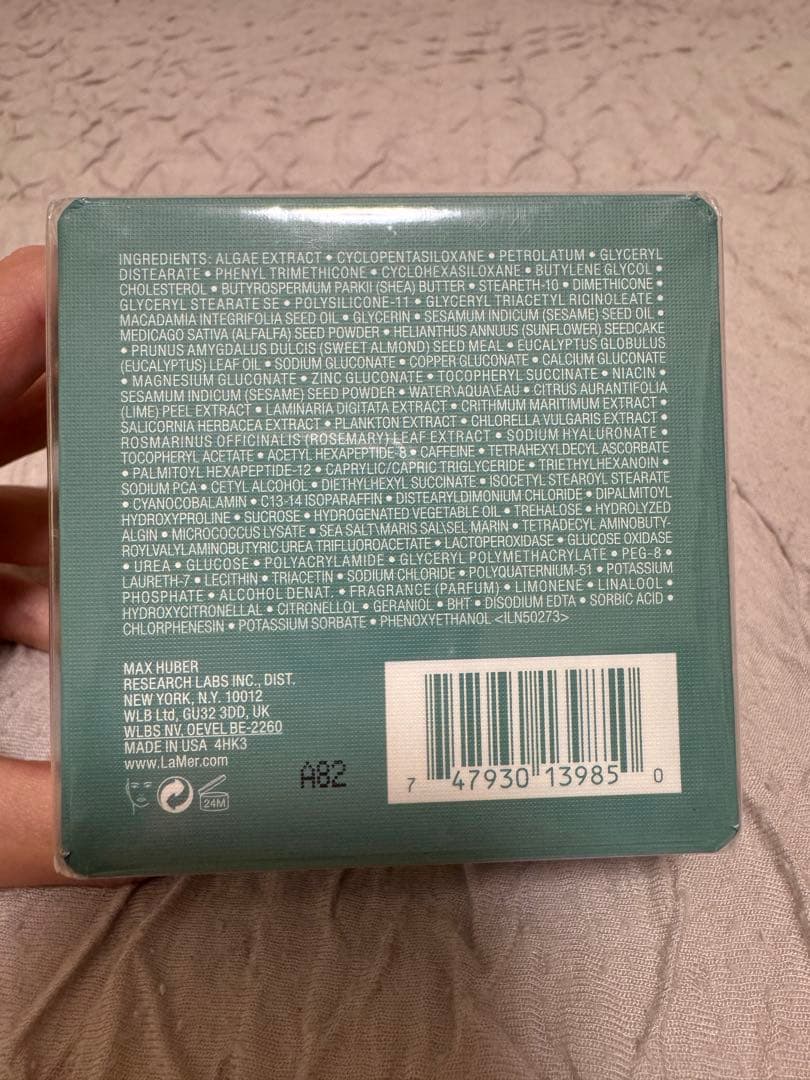 INGREDIENTS: ALGAE EXTRACT • CYCLOPENTASILOXANE • PETROLATUM • GLYCERYL
DISTEARATE • PHENYL TRIMETHICONE • CYCLOHEXASILOXANE • BUTYLENE GLYCOL •
CHOLESTEROL • BUTYROSPERMUM PARKII (SHEA) BUTTER • STEARETH-10 • DIMETHICONE •
GLYCERYL STEARATE SE • POLYSILICONE-11 • GLYCERYL TRIACETYL RICINOLEATE •
MACADAMIA INTEGRIFOLIA SEED OIL • GLYCERIN • SESAMUM INDICUM (SESAME) SEED OIL •
MEDICAGO SATIVA (ALFALFA) SEED POWDER • HELIANTHUS ANNUUS (SUNFLOWER) SEEDCAKE
• PRUNUS AMYGDALUS DULCIS (SWEET ALMOND) SEED MEAL • EUCALYPTUS GLOBULUS
(EUCALYPTUS) LEAF OIL • SODIUM GLUCONATE • COPPER GLUCONATE • CALCIUM GLUCONATE
• MAGNESIUM GLUCONATE • ZINC GLUCONATE • TOCOPHERYL SUCCINATE • NIACIN •
SESAMUM INDICUM (SESAME) SEED POWDER • WATER\AQUA\EAU • CITRUS AURANTIFOLIA
(LIME) PEEL EXTRACT • LAMINARIA DIGITATA EXTRACT • CRITHMUM MARITIMUM EXTRACT •
SALICORNIA HERBACEA EXTRACT • PLANKTON EXTRACT • CHLORELLA VULGARIS EXTRACT •
ROSMARINUS OFFICINALIS (ROSEMARY) LEAF EXTRACT • SODIUM HYALURONATE •
TOCOPHERYL ACETATE • ACETYL HEXAPEPTIDE-8 • CAFFEINE • TETRAHEXYLDECYL ASCORBATE
• PALMITOYL HEXAPEPTIDE-12 • CAPRYLIC/CAPRIC TRIGLYCERIDE • TRIETHYLHEXANOIN •
SODIUM PCA • CETYL ALCOHOL • DIETHYLHEXYL SUCCINATE • ISOCETYL STEAROYL STEARATE
• CYANOCOBALAMIN • C13-14 ISOPARAFFIN • DISTEARYLDIMONIUM CHLORIDE • DIPALMITOYL
HYDROXYPROLINE • SUCROSE • HYDROGENATED VEGETABLE OIL • TREHALOSE • HYDROLYZED
ALGIN • MICROCOCCUS LYSATE • SEA SALT\MARIS SAL\SEL MARIN • TETRADECYL AMINOBUTY-
ROYLVALYLAMINOBUTYRIC UREA TRIFLUOROACETATE • LACTOPEROXIDASE • GLUCOSE OXIDASE
• UREA • GLUCOSE • POLYACRYLAMIDE • GLYCERYL POLYMETHACRYLATE • PEG-8 •
LAURETH-7 • LECITHIN • TRIACETIN • SODIUM CHLORIDE • POLYQUATERNIUM-51 • POTASSIUM
PHOSPHATE • ALCOHOL DENAT. • FRAGRANCE (PARFUM) • LIMONENE • LINALOOL •
HYDROXYCITRONELLAL • CITRONELLOL • GERANIOL • BHT • DISODIUM EDTA • SORBIC ACID •
CHLORPHENESIN • POTASSIUM SORBATE • PHENOXYETHANOL <ILN50273>
MAX HUBER
RESEARCH LABS INC., DIST.
NEW YORK, N.Y. 10012
WLB Ltd, GU32 3DD, UK
WLBS NV, OEVEL BE-2260
MADE IN USA 4HK3
www.LaMer.com
24M
A82
7 47930 13985 0